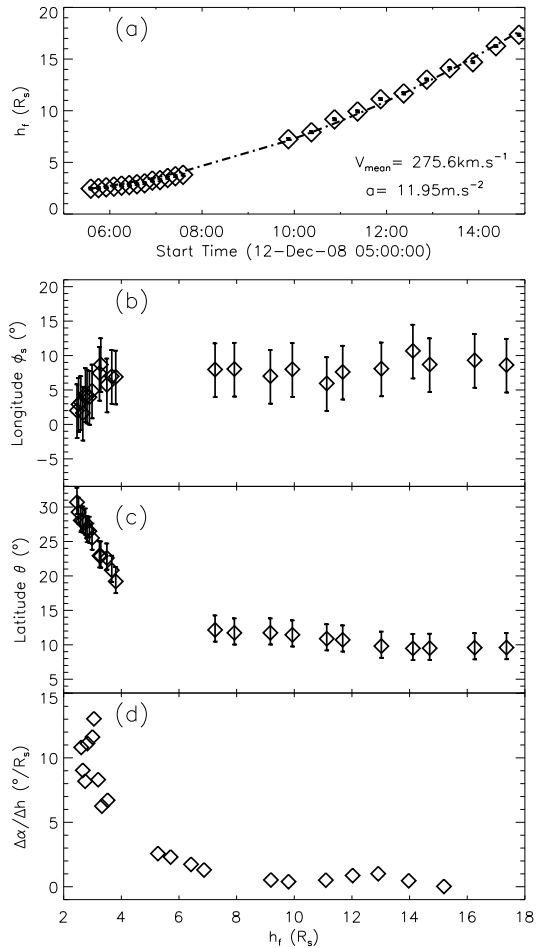 (a)
h_f (R_s)
20
15
10
5
0
V_mean= 275.6km.s⁻¹
a= 11.95m.s⁻²
06:00 08:00 10:00 12:00 14:00
Start Time (12-Dec-08 05:00:00)
(b)
Longitude ϕ_s (°)
20
15
10
5
0
-5
(c)
Latitude θ (°)
30
25
20
15
10
5
(d)
Δα/Δh (°/R_s)
15
10
5
0
2 4 6 8 10 12 14 16 18
h_f (R_s)